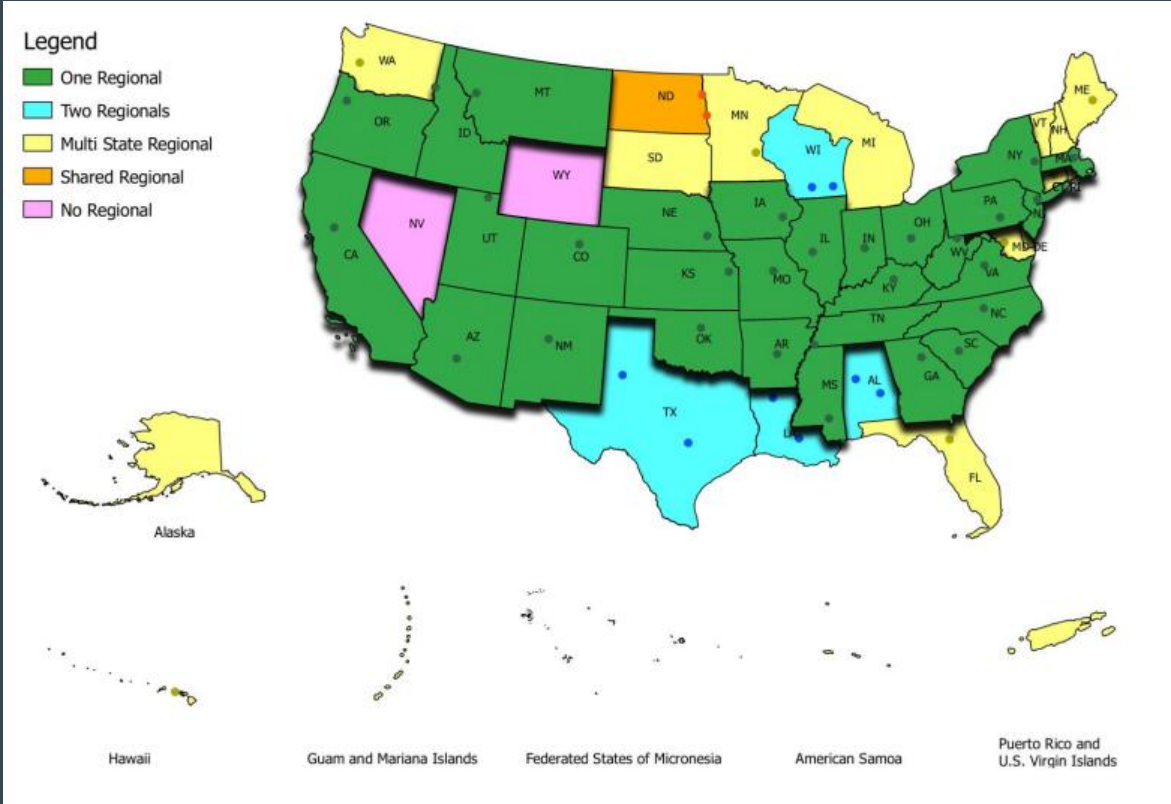 Legend
One Regional
Two Regionals
Multi State Regional
Shared Regional
No Regional
WA
MT
ND
MN
ME
VT
NH
OR
ID
SD
WI
MI
NY
MA
WY
NV
NE
IA
PA
CA
UT
CO
IL
IN
OH
NJ
MD
DE
WV
VA
KS
MO
KY
AZ
NM
OK
TN
NC
AR
SC
TX
MS
AL
GA
FL
Alaska
Hawaii
Guam and Mariana Islands
Federated States of Micronesia
American Samoa
Puerto Rico and
U.S. Virgin Islands